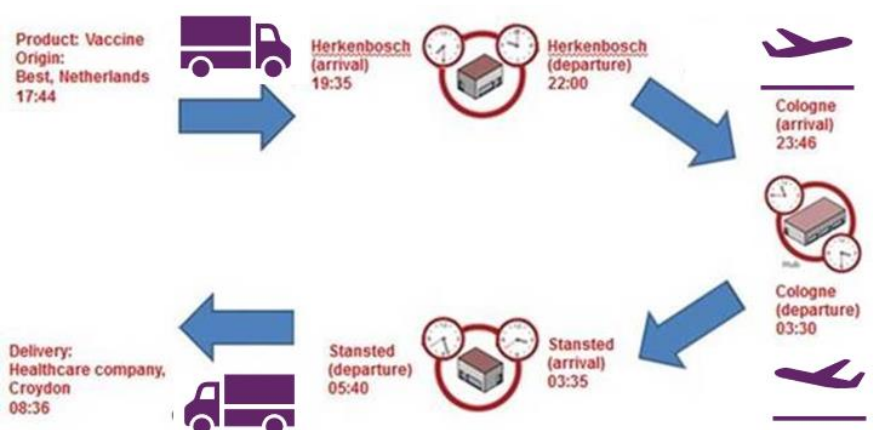 Product: Vaccine
Origin:
Best, Netherlands
17:44
Herkenbosch
(arrival)
19:35
Herkenbosch
(departure)
22:00
Cologne
(arrival)
23:46
Hub
Cologne
(departure)
03:30
Stansted
(arrival)
03:35
Stansted
(departure)
05:40
Delivery:
Healthcare company,
Croydon
08:36